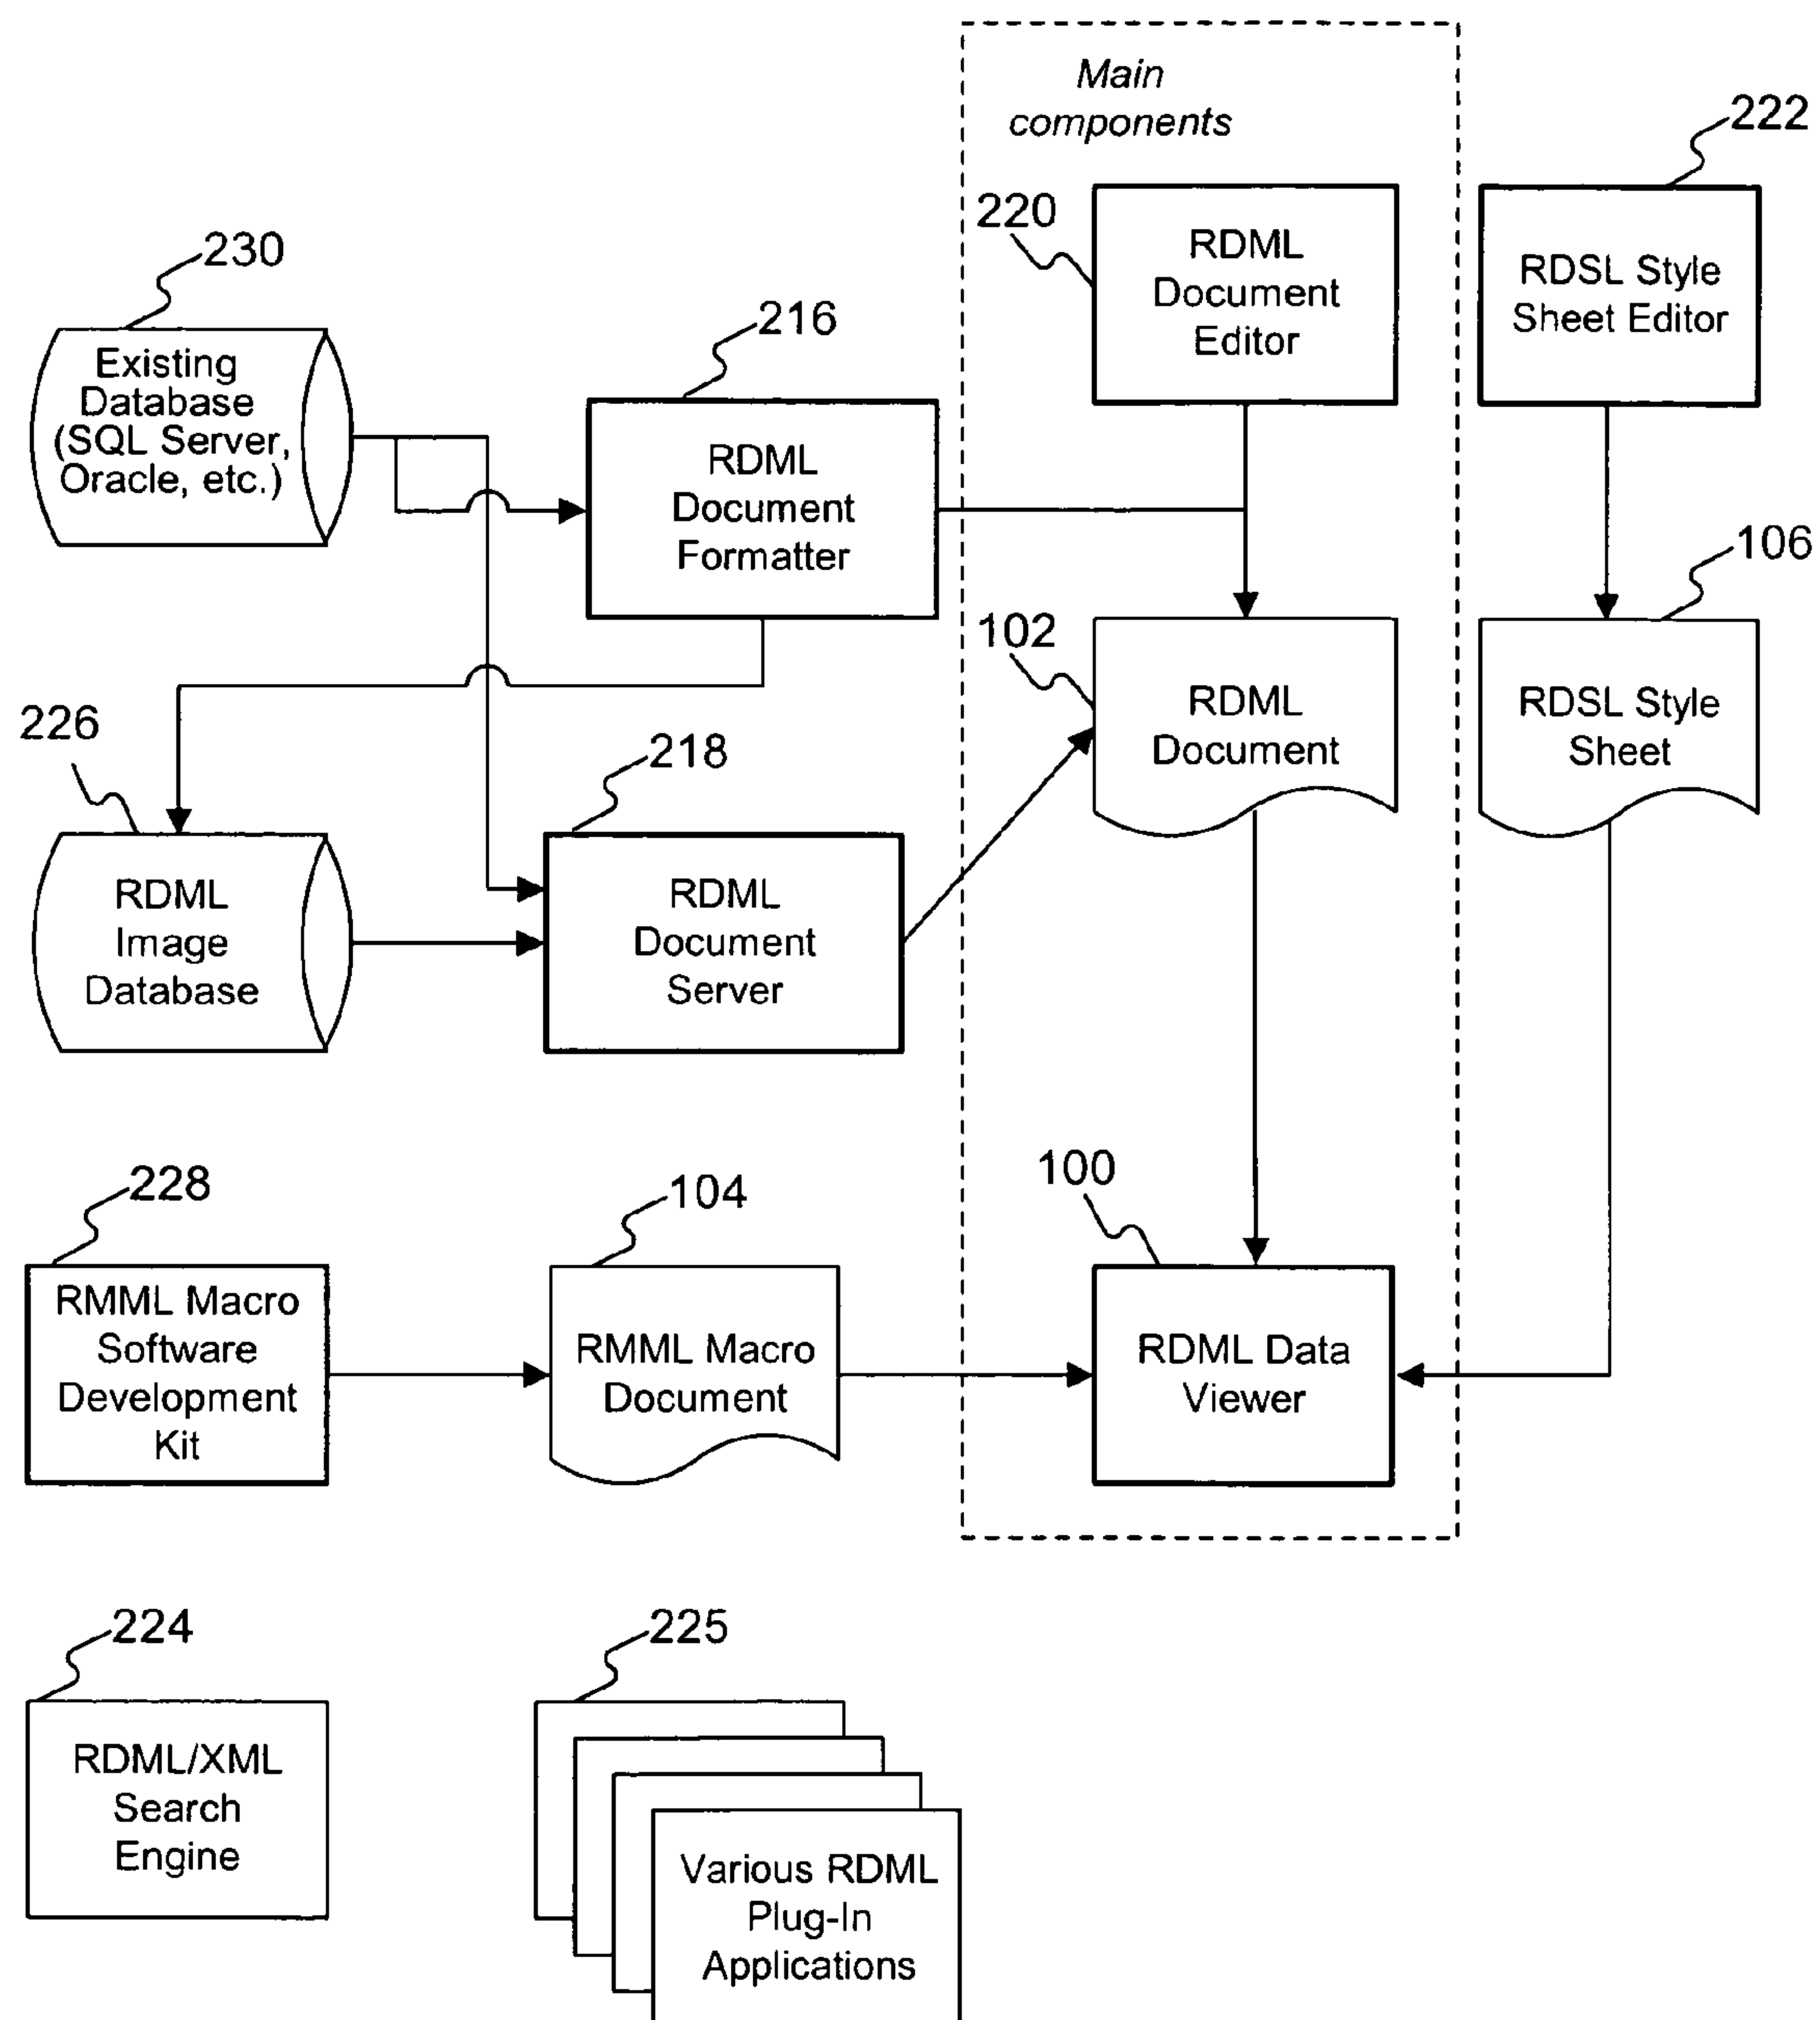 Main
components
222
220
RDML
Document
Editor
RDSL Style
Sheet Editor
230
Existing
Database
(SQL Server,
Oracle, etc.)
216
RDML
Document
Formatter
106
102
RDML
Document
RDSL Style
Sheet
226
218
RDML
Image
Database
RDML
Document
Server
228
104
100
RMML Macro
Software
Development
Kit
RMML Macro
Document
RDML Data
Viewer
224
225
RDML/XML
Search
Engine
Various RDML
Plug-In
Applications